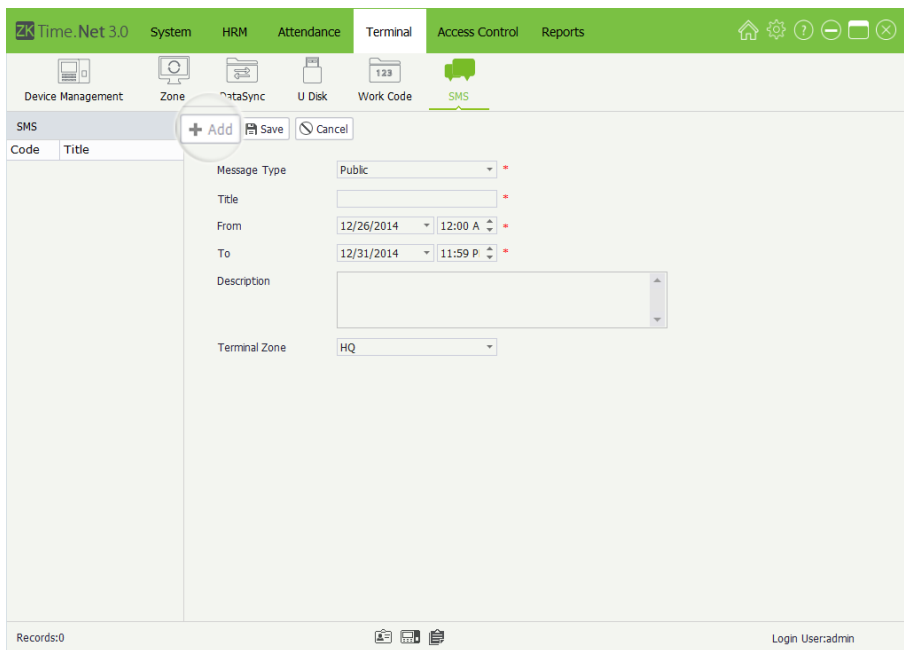 ZK Time.Net 3.0 System HRM Attendance Terminal Access Control Reports
123
Device Management Zone DataSync U Disk Work Code SMS
SMS + Add Save Cancel
Code Title
Message Type Public *
Title *
From 12/26/2014 12:00 A *
To 12/31/2014 11:59 P *
Description
Terminal Zone HQ
Records:0 Login User:admin